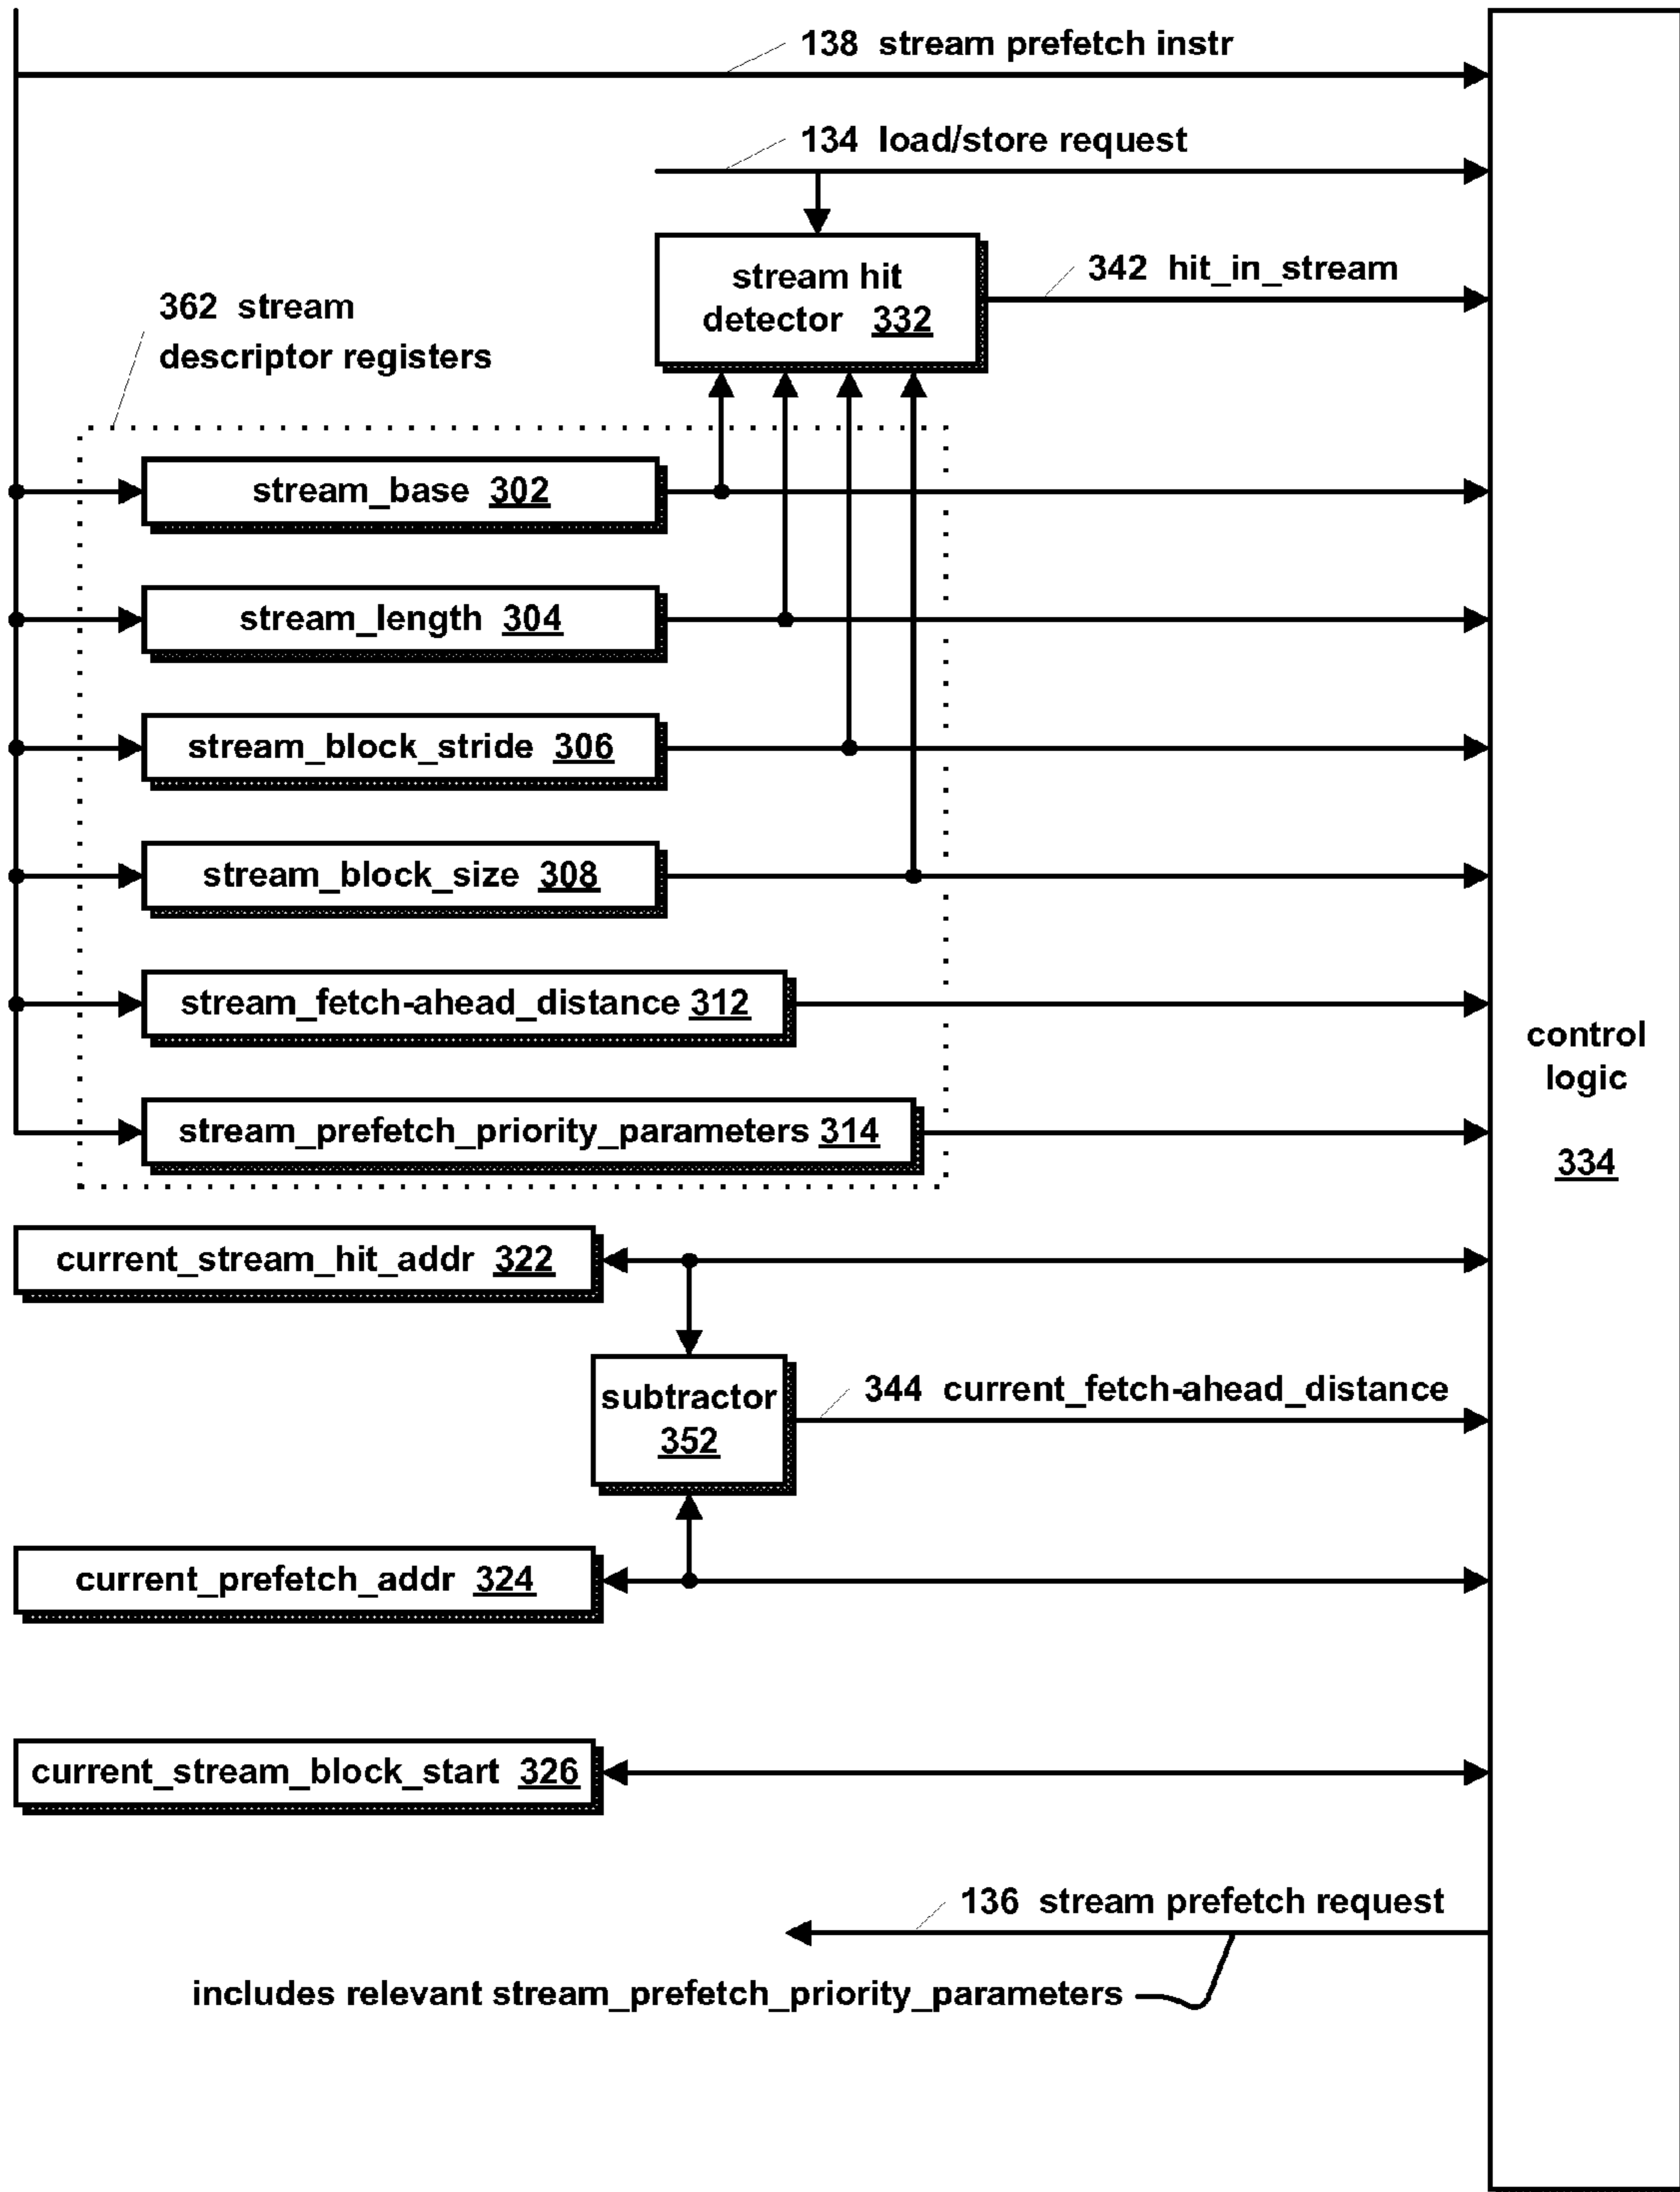 138 stream prefetch instr
134 load/store request
stream hit
detector 332
342 hit_in_stream
362 stream
descriptor registers
stream_base 302
stream_length 304
stream_block_stride 306
stream_block_size 308
stream_fetch-ahead_distance 312
stream_prefetch_priority_parameters 314
control
logic
334
current_stream_hit_addr 322
subtractor
352
344 current_fetch-ahead_distance
current_prefetch_addr 324
current_stream_block_start 326
136 stream prefetch request
includes relevant stream_prefetch_priority_parameters